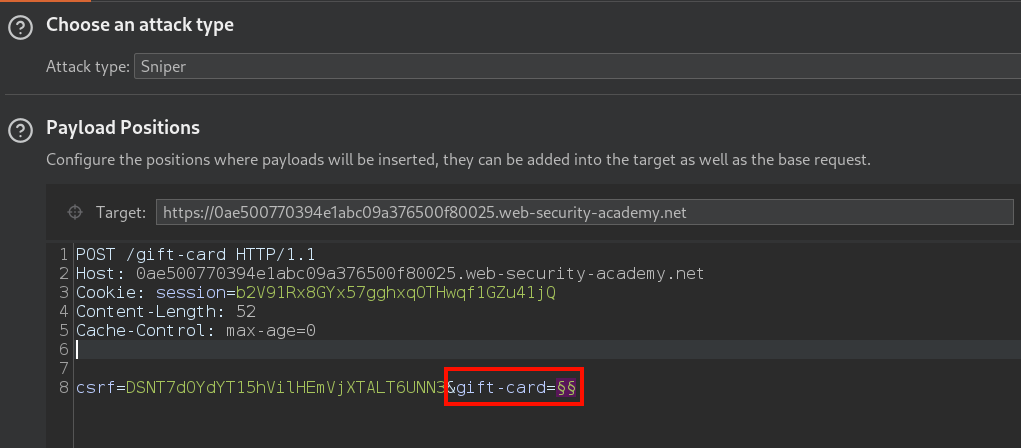 Choose an attack type
Attack type: Sniper
Payload Positions
Configure the positions where payloads will be inserted, they can be added into the target as well as the base request.
Target: https://0ae500770394e1abc09a376500f80025.web-security-academy.net
1 POST /gift-card HTTP/1.1
2 Host: 0ae500770394e1abc09a376500f80025.web-security-academy.net
3 Cookie: session=b2V91Rx8GYx57gghxqOTHwqf1GZu41jQ
4 Content-Length: 52
5 Cache-Control: max-age=0
6
7
8 csrf=DSNT7dOYdYT15hVilHEmVjXTALT6UNN3&gift-card=§§